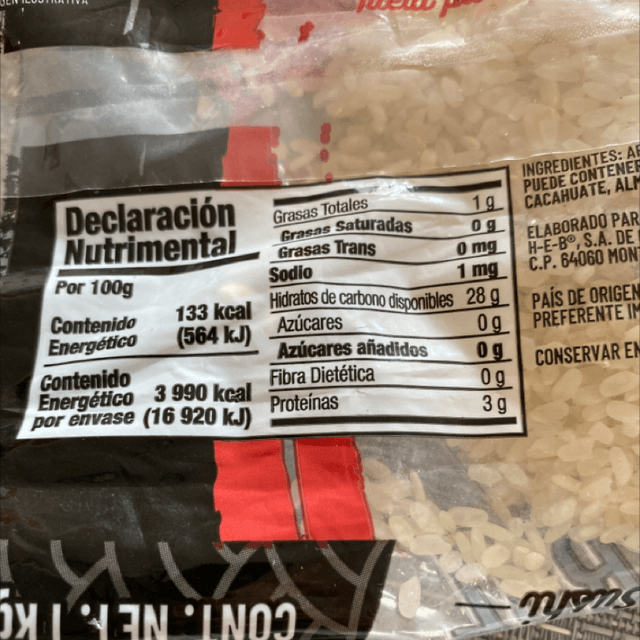 Declaración
Nutrimental
Por 100g
Contenido
Energético
133 kcal
(564 kJ)
Contenido
Energético
por envase
3 990 kcal
(16 920 kJ)
Grasas Totales 1 g
Grasas Saturadas 0 g
Grasas Trans 0 mg
Sodio 1 mg
Hidratos de carbono disponibles 28 g
Azúcares 0 g
Azúcares añadidos 0 g
Fibra Dietética 0 g
Proteínas 3 g
INGREDIENTES:
PUEDE CONTENER
CACAHUATE,
ELABORADO PAR
H-E-B®, S.A. DE
C.P. 64060 MON
PAÍS DE ORIGEN
PREFERENTE
CONSERVAR EN
CONT. NET. 1 kg
sushi